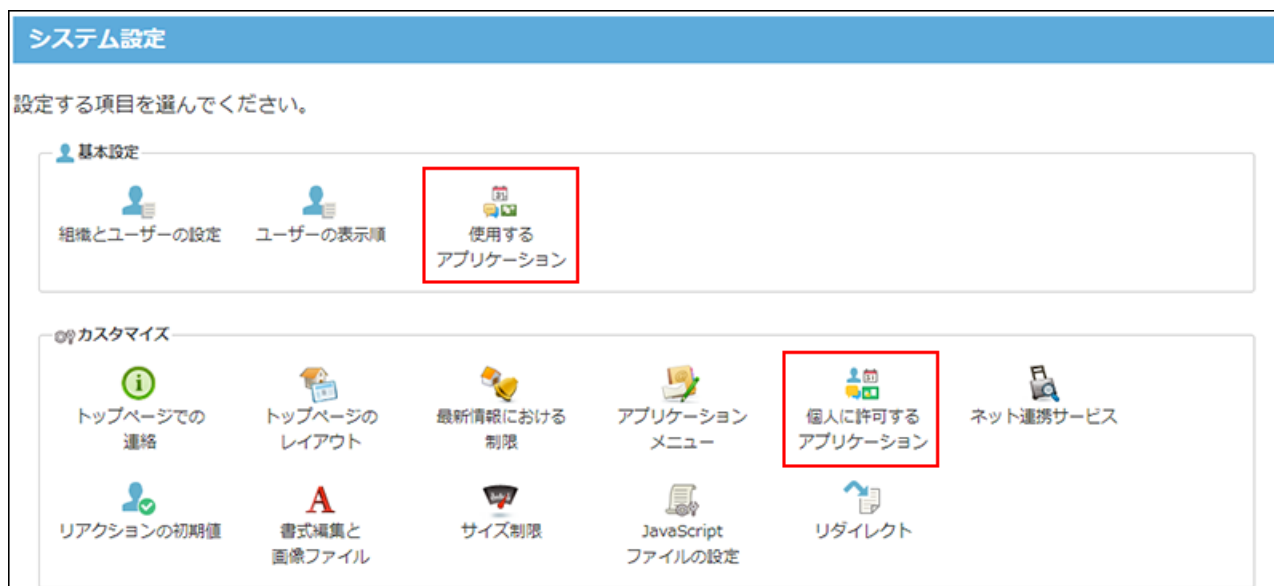 システム設定
設定する項目を選んでください。
基本設定
組織とユーザーの設定
ユーザーの表示順
使用する
アプリケーション
カスタマイズ
トップページでの
連絡
トップページの
レイアウト
最新情報における
制限
アプリケーション
メニュー
個人に許可する
アプリケーション
ネット連携サービス
リアクションの初期値
書式編集と
画像ファイル
サイズ制限
JavaScript
ファイルの設定
リダイレクト